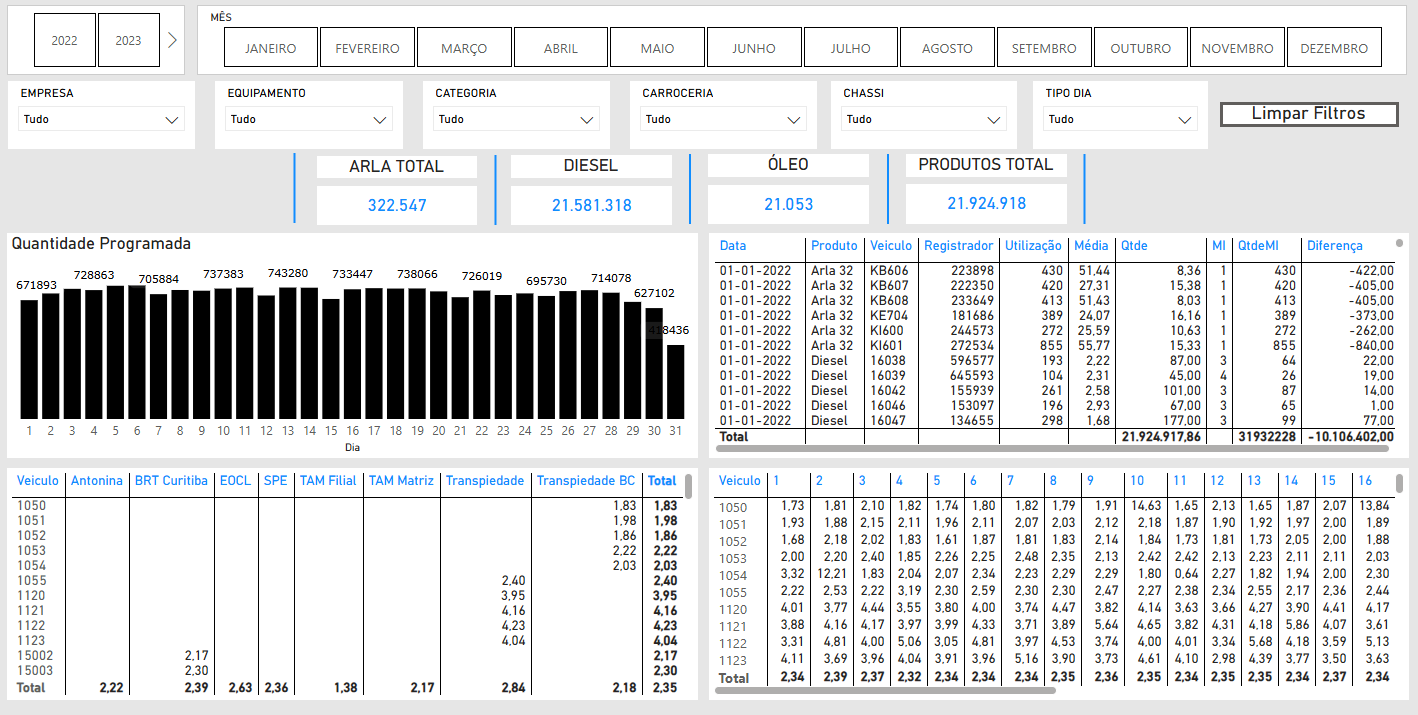 2022 2023
MÊS
JANEIRO FEVEREIRO MARÇO ABRIL MAIO JUNHO JULHO AGOSTO SETEMBRO OUTUBRO NOVEMBRO DEZEMBRO
EMPRESA EQUIPAMENTO CATEGORIA CARROCERIA CHASSI TIPO DIA
Tudo Tudo Tudo Tudo Tudo Tudo
Limpar Filtros
ARLA TOTAL DIESEL ÓLEO PRODUTOS TOTAL
322.547 21.581.318 21.053 21.924.918
Quantidade Programada
671893 728863 705884 737383 743280 733447 738066 726019 695730 714078 627102 418436
1 2 3 4 5 6 7 8 9 10 11 12 13 14 15 16 17 18 19 20 21 22 23 24 25 26 27 28 29 30 31
Dia
Data Produto Veiculo Registrador Utilização Média Qtde MI QtdeMI Diferença
01-01-2022 Arla 32 KB606 223898 430 51,44 8,36 1 430 -422,00
01-01-2022 Arla 32 KB607 222350 420 27,31 15,38 1 420 -405,00
01-01-2022 Arla 32 KB608 233649 413 51,43 8,03 1 413 -405,00
01-01-2022 Arla 32 KE704 181686 389 24,07 16,16 1 389 -373,00
01-01-2022 Arla 32 KI600 244573 272 25,59 10,63 1 272 -262,00
01-01-2022 Arla 32 KI601 272534 855 55,77 15,33 1 855 -840,00
01-01-2022 Diesel 16038 596577 193 2,22 87,00 3 64 22,00
01-01-2022 Diesel 16039 645593 104 2,31 45,00 4 26 19,00
01-01-2022 Diesel 16042 155939 261 2,58 101,00 3 87 14,00
01-01-2022 Diesel 16046 153097 196 2,93 67,00 3 65 1,00
01-01-2022 Diesel 16047 134655 298 1,68 177,00 3 99 77,00
Total 21.924.917,86 31932228 -10.106.402,00
Veiculo Antonina BRT Curitiba EOCL SPE TAM Filial TAM Matriz Transpiedade Transpiedade BC Total
1050 1,83 1,83
1051 1,98 1,98
1052 1,86 1,86
1053 2,22 2,22
1054 2,03 2,03
1055 2,40 2,40
1120 3,95 3,95
1121 4,16 4,16
1122 4,23 4,23
1123 4,04 4,04
15002 2,17 2,17
15003 2,30 2,30
Total 2,22 2,39 2,63 2,36 1,38 2,17 2,84 2,18 2,35
Veiculo 1 2 3 4 5 6 7 8 9 10 11 12 13 14 15 16
1050 1,73 1,81 2,10 1,82 1,74 1,80 1,82 1,79 1,91 14,63 1,65 2,13 1,65 1,87 2,07 13,84
1051 1,93 1,88 2,15 2,11 1,96 2,11 2,07 2,03 2,12 2,18 1,87 1,90 1,92 1,97 2,00 1,89
1052 1,68 2,18 2,02 1,83 1,61 1,87 1,81 1,83 2,14 1,84 1,73 1,81 1,73 2,05 2,00 1,88
1053 2,00 2,20 2,40 1,85 2,26 2,25 2,48 2,35 2,13 2,42 2,42 2,13 2,23 2,11 2,11 2,03
1054 3,32 12,21 1,83 2,04 2,07 2,34 2,23 2,29 2,29 1,80 0,64 2,27 1,82 1,94 2,00 2,30
1055 2,22 2,53 2,22 3,19 2,30 2,59 2,30 2,30 2,47 2,27 2,38 2,34 2,55 2,17 2,36 2,44
1120 4,01 3,77 4,44 3,55 3,80 4,00 3,74 4,47 3,82 4,14 3,63 3,66 4,27 3,90 4,41 4,17
1121 3,88 4,16 4,17 3,97 3,99 4,33 3,71 3,89 5,64 4,65 3,82 4,31 4,18 5,86 4,07 3,61
1122 3,31 4,81 4,00 5,06 3,05 4,81 3,97 4,53 3,74 4,00 4,01 3,34 5,68 4,18 3,59 5,13
1123 4,11 3,69 3,96 4,04 3,91 3,96 5,16 3,90 3,73 4,61 4,10 2,98 4,39 3,77 3,50 3,63
Total 2,34 2,39 2,37 2,32 2,34 2,34 2,34 2,35 2,36 2,35 2,34 2,35 2,35 2,34 2,37 2,34